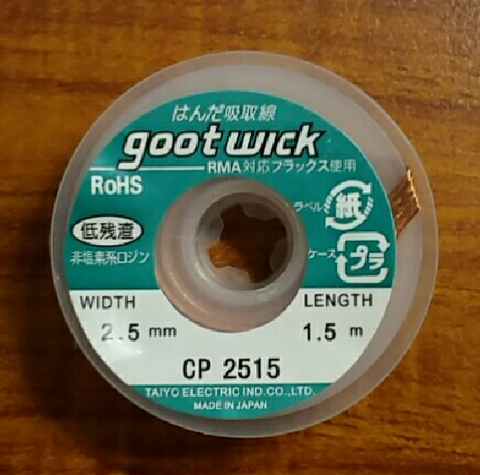 はんだ吸取線
goot wick
RMA対応フラックス使用
RoHS
ラベル 紙
低残渣
非塩素系ロジン
ケース プラ
WIDTH
2.5 mm
LENGTH
1.5 m
CP 2515
TAIYO ELECTRIC IND.CO.,LTD.
MADE IN JAPAN